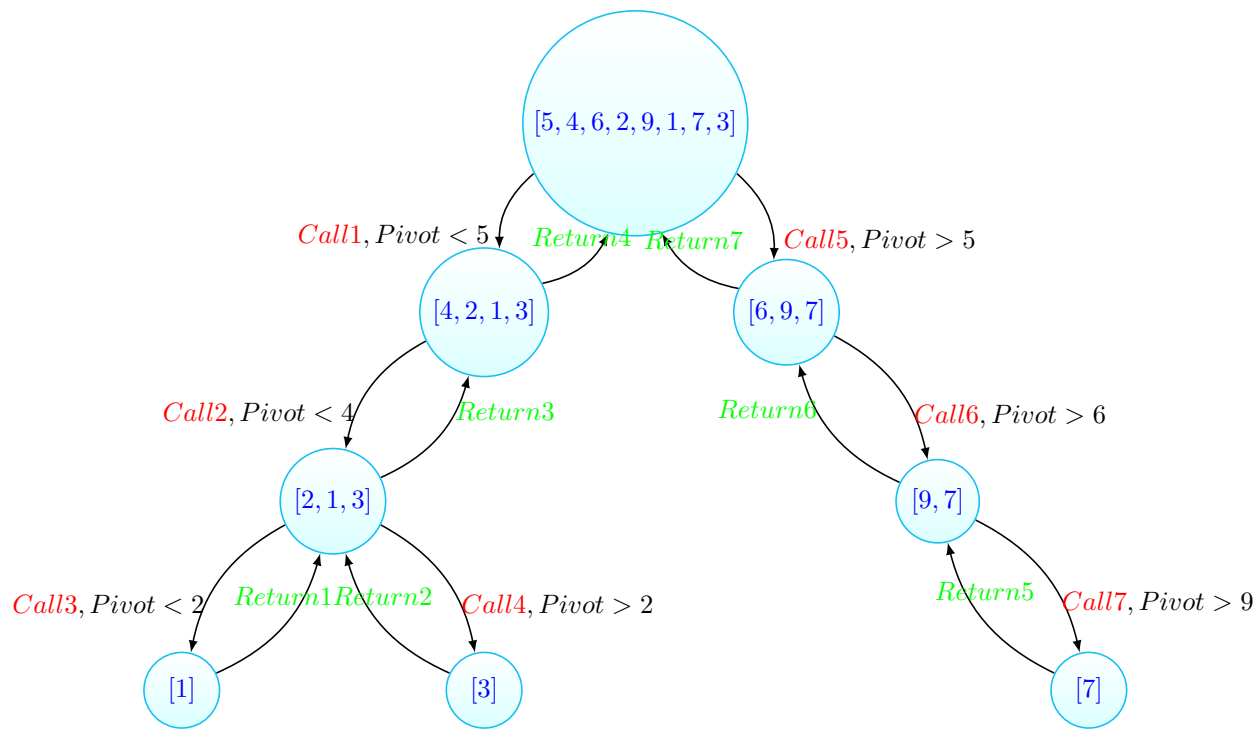 [5, 4, 6, 2, 9, 1, 7, 3]
Call1, Pivot < 5
Return4
Return7
Call5, Pivot > 5
[4, 2, 1, 3]
[6, 9, 7]
Call2, Pivot < 4
Return3
Return6
Call6, Pivot > 6
[2, 1, 3]
[9, 7]
Call3, Pivot < 2
Return1
Return2
Call4, Pivot > 2
Return5
Call7, Pivot > 9
[1]
[3]
[7]